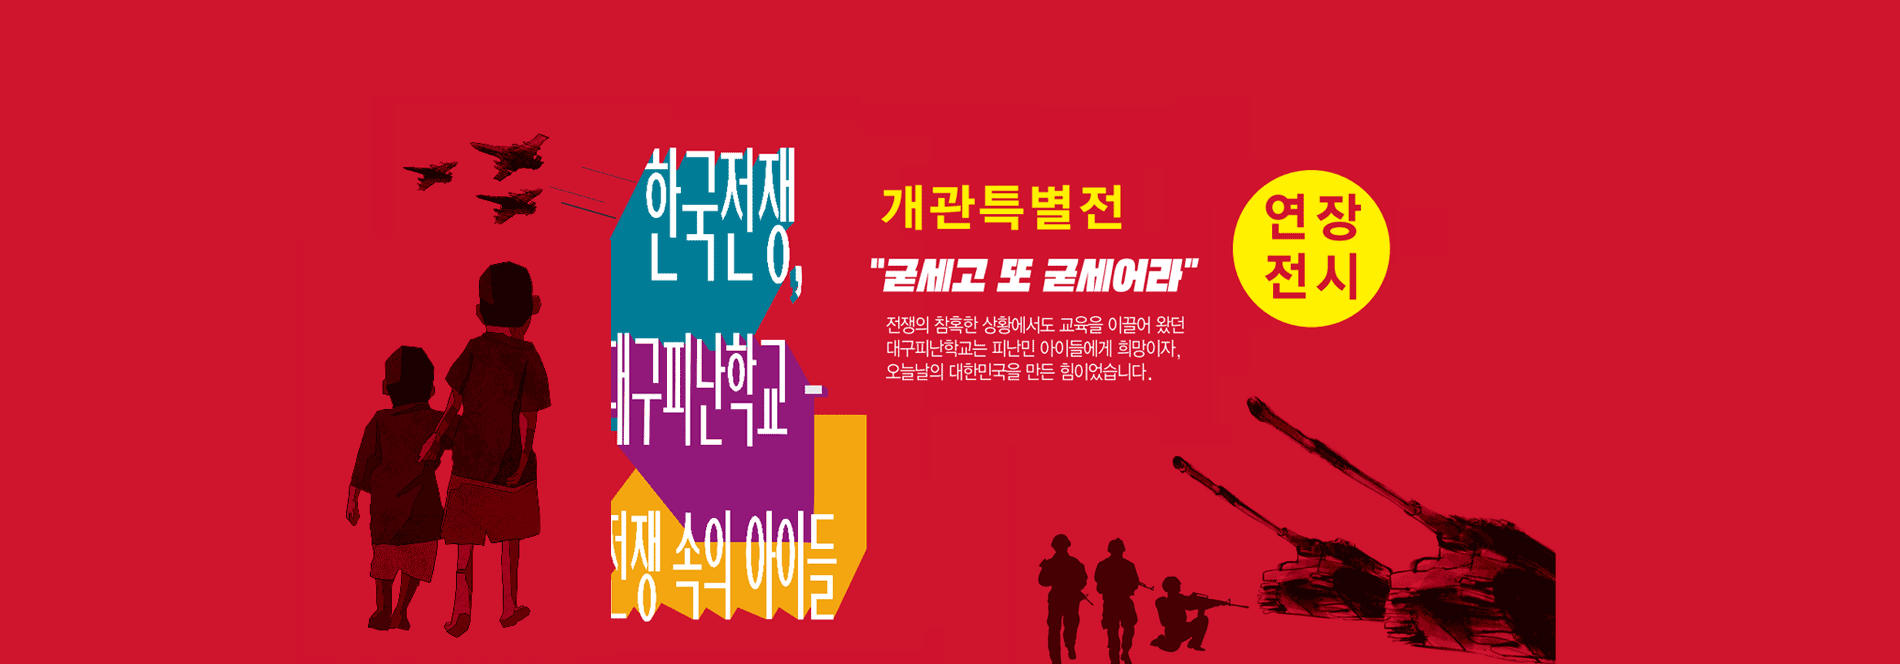 한국전쟁,
대구피난학교 -
전쟁 속의 아이들
개관특별전
"굳세고 또 굳세어라"
전쟁의 참혹한 상황에서도 교육을 이끌어 왔던
대구피난학교는 피난민 아이들에게 희망이자,
오늘날의 대한민국을 만든 힘이었습니다.
연장
전시